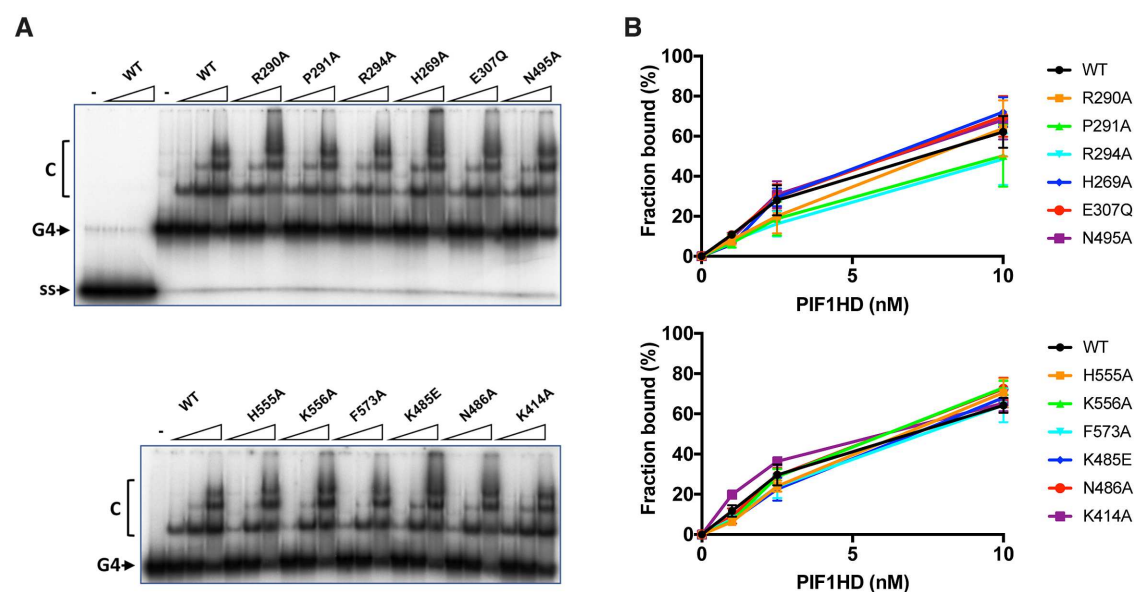 A
- WT - WT R290A P291A R294A H269A E307Q N495A
C
G4
ss
- WT H555A K556A F573A K485E N486A K414A
C
G4
B
Fraction bound (%)
100
80
60
40
20
0
0 5 10
PIF1HD (nM)
WT
R290A
P291A
R294A
H269A
E307Q
N495A
Fraction bound (%)
100
80
60
40
20
0
0 5 10
PIF1HD (nM)
WT
H555A
K556A
F573A
K485E
N486A
K414A